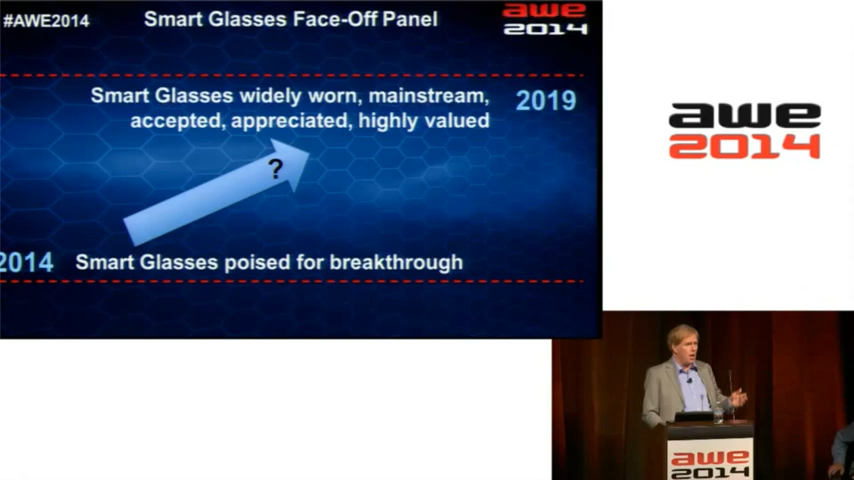 #AWE2014
Smart Glasses Face-Off Panel
awe
2014
Smart Glasses widely worn, mainstream,
accepted, appreciated, highly valued
2019
?
2014
Smart Glasses poised for breakthrough
awe
2014
awe
2014